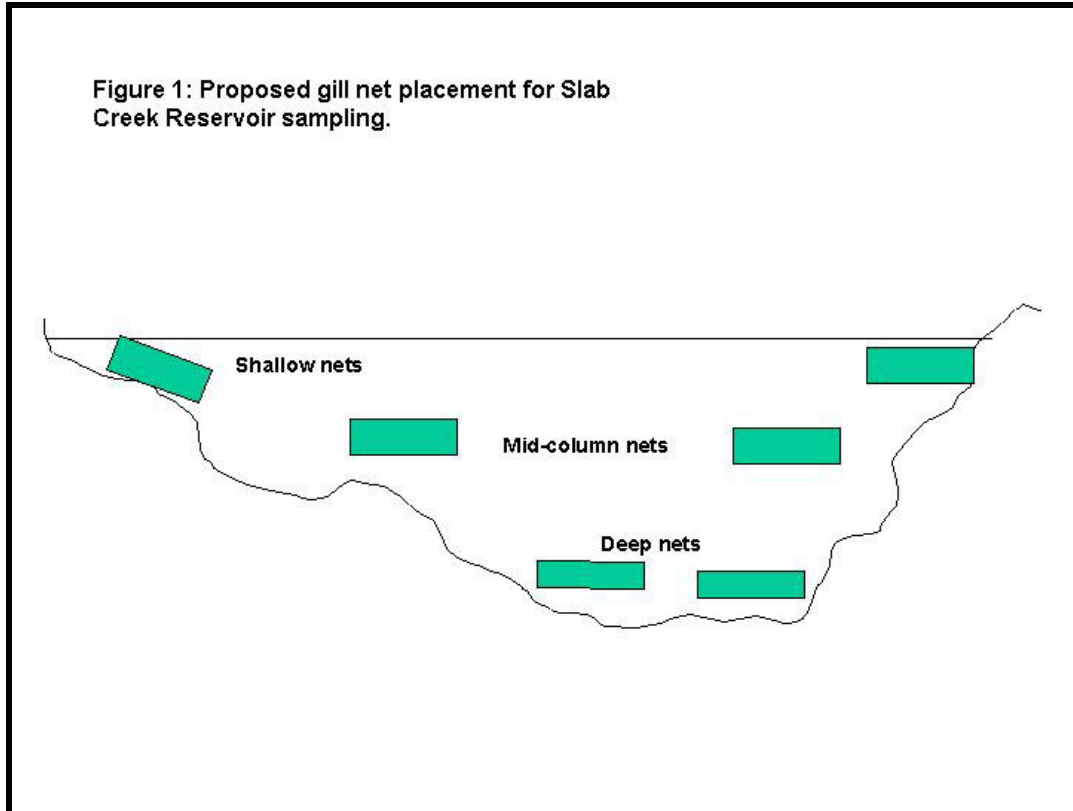 Figure 1: Proposed gill net placement for Slab
Creek Reservoir sampling.
Shallow nets
Mid-column nets
Deep nets